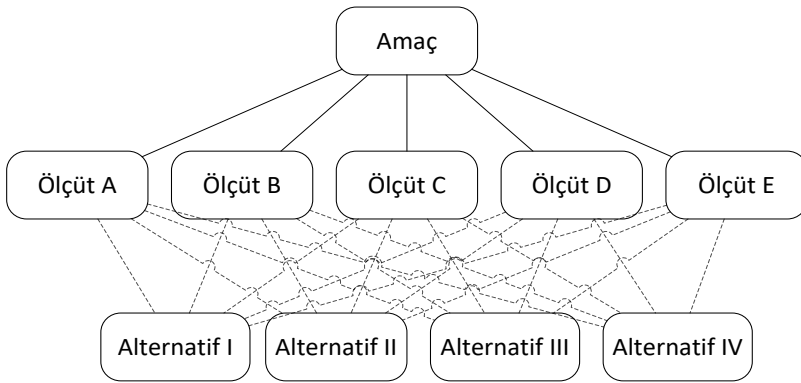 Amaç
Ölçüt A
Ölçüt B
Ölçüt C
Ölçüt D
Ölçüt E
Alternatif I
Alternatif II
Alternatif III
Alternatif IV